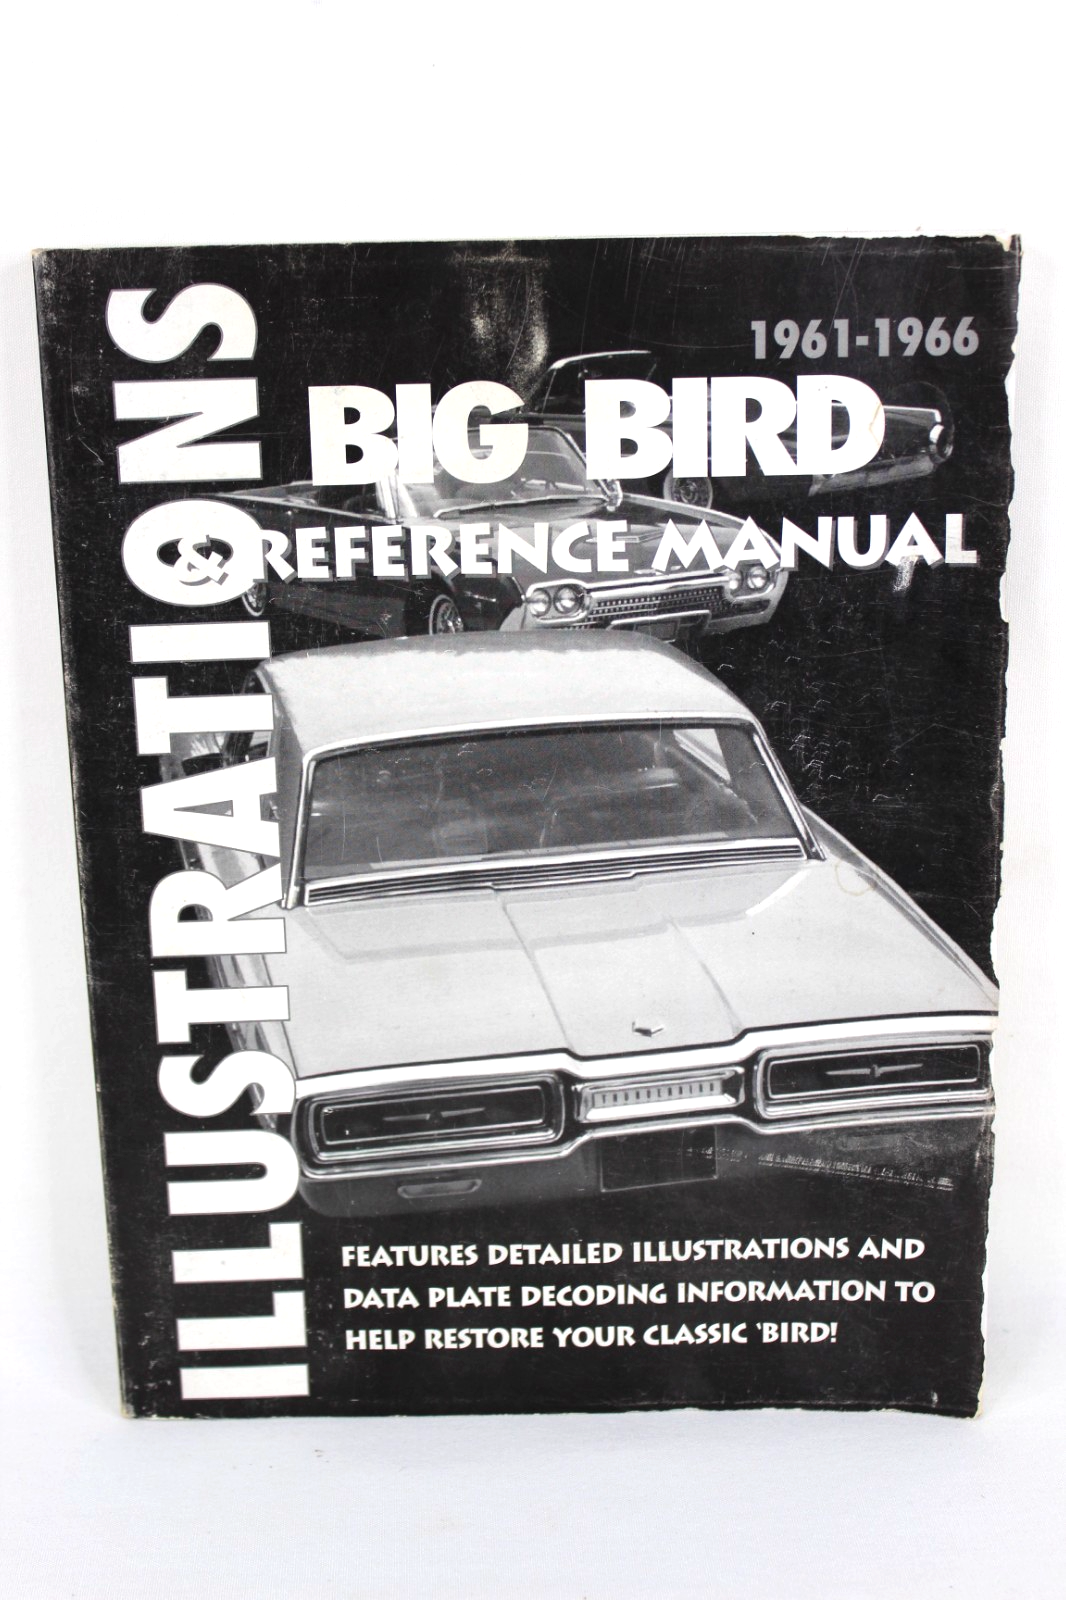 1961-1966
BIG BIRD
ILLUSTRATIONS
& REFERENCE MANUAL
THUNDERBIRD
FEATURES DETAILED ILLUSTRATIONS AND
DATA PLATE DECODING INFORMATION TO
HELP RESTORE YOUR CLASSIC 'BIRD!